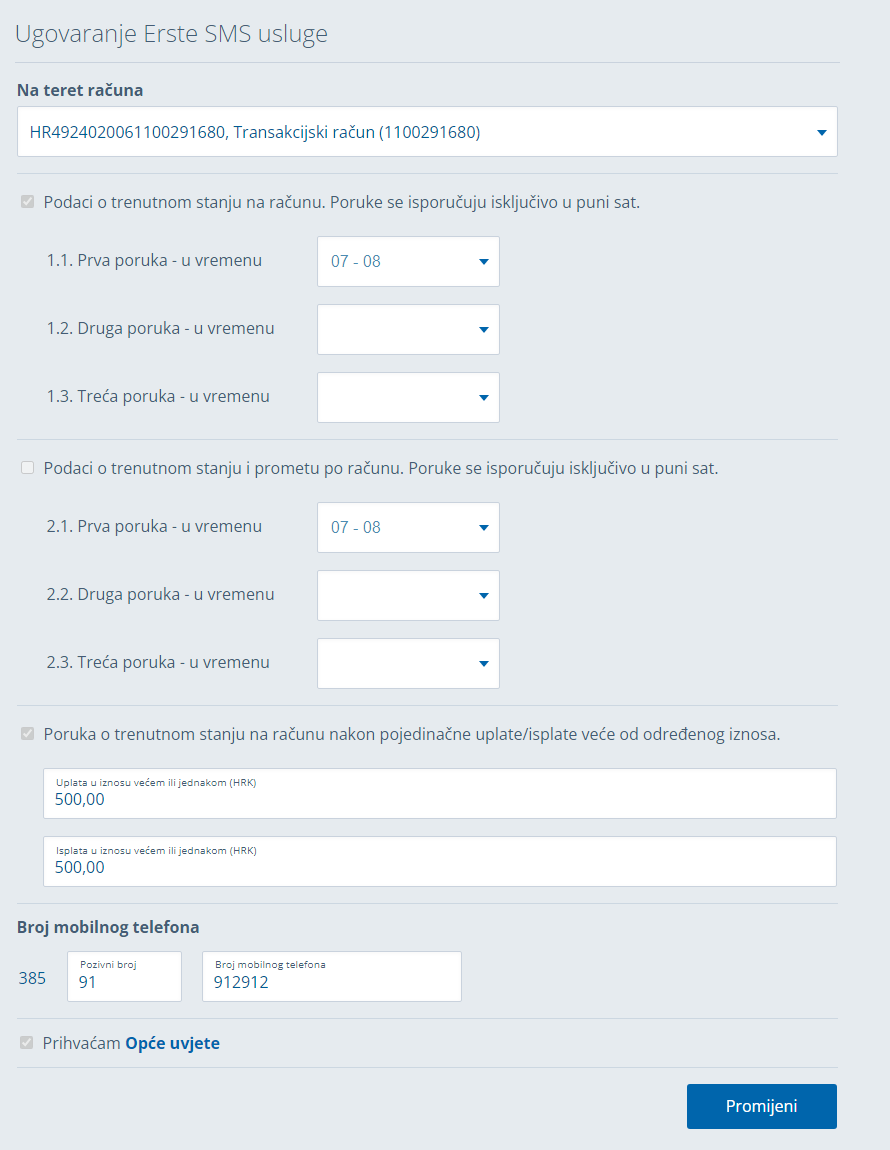 Ugovaranje Erste SMS usluge
Na teret računa
HR4924020061100291680, Transakcijski račun (1100291680)
Podaci o trenutnom stanju na računu. Poruke se isporučuju isključivo u puni sat.
1.1. Prva poruka - u vremenu 07 - 08
1.2. Druga poruka - u vremenu
1.3. Treća poruka - u vremenu
Podaci o trenutnom stanju i prometu po računu. Poruke se isporučuju isključivo u puni sat.
2.1. Prva poruka - u vremenu 07 - 08
2.2. Druga poruka - u vremenu
2.3. Treća poruka - u vremenu
Poruka o trenutnom stanju na računu nakon pojedinačne uplate/isplate veće od određenog iznosa.
Uplata u iznosu većem ili jednakom (HRK)
500,00
Isplata u iznosu većem ili jednakom (HRK)
500,00
Broj mobilnog telefona
Pozivni broj Broj mobilnog telefona
385 91 912912
Prihvaćam Opće uvjete
Promijeni